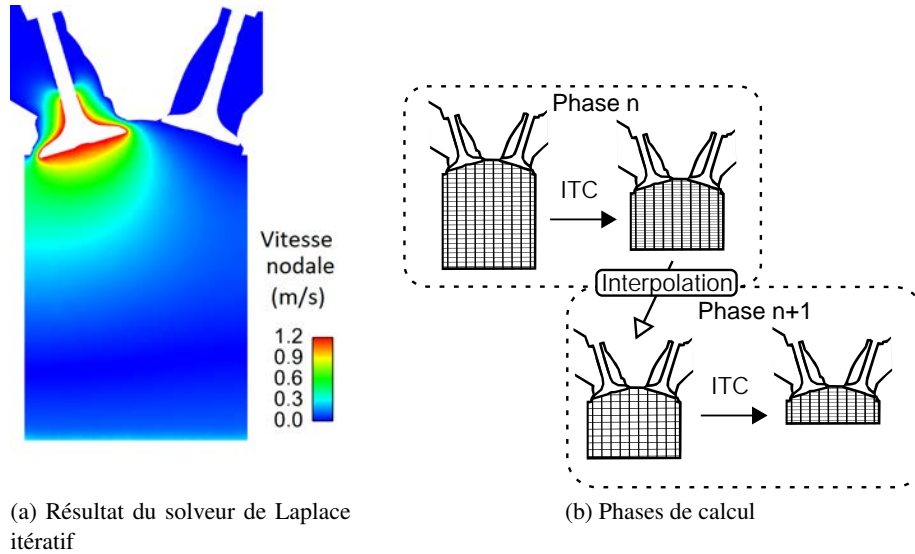 Vitesse
nodale
(m/s)
1.2
0.9
0.6
0.3
0.0
(a) Résultat du solveur de Laplace
itératif
Phase n
ITC
Interpolation
Phase n+1
ITC
(b) Phases de calcul